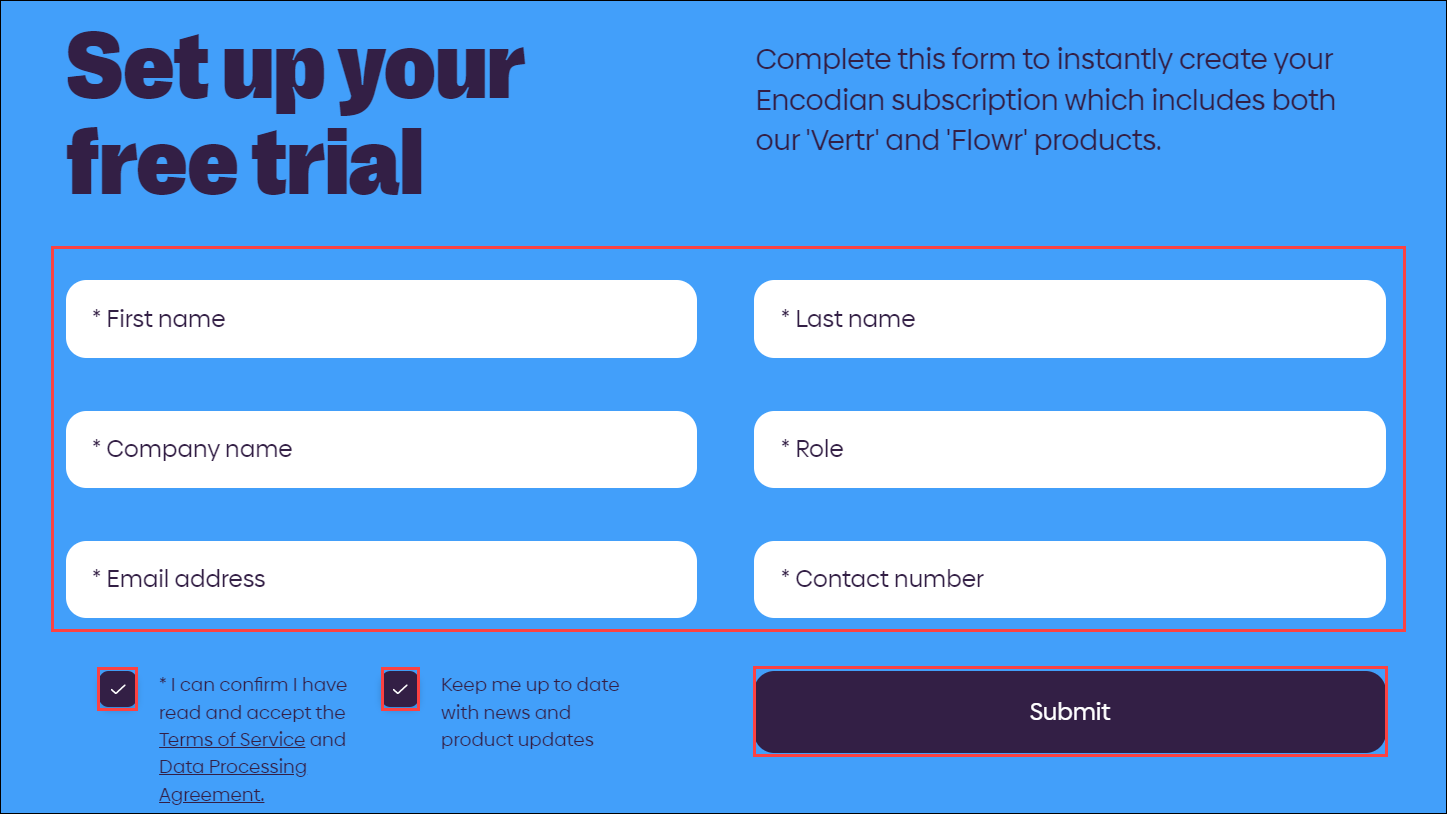 Set up your
free trial
Complete this form to instantly create your
Encodian subscription which includes both
our 'Vertr' and 'Flowr' products.
* First name
* Last name
* Company name
* Role
* Email address
* Contact number
* I can confirm I have
read and accept the
Terms of Service and
Data Processing
Agreement.
Keep me up to date
with news and
product updates
Submit